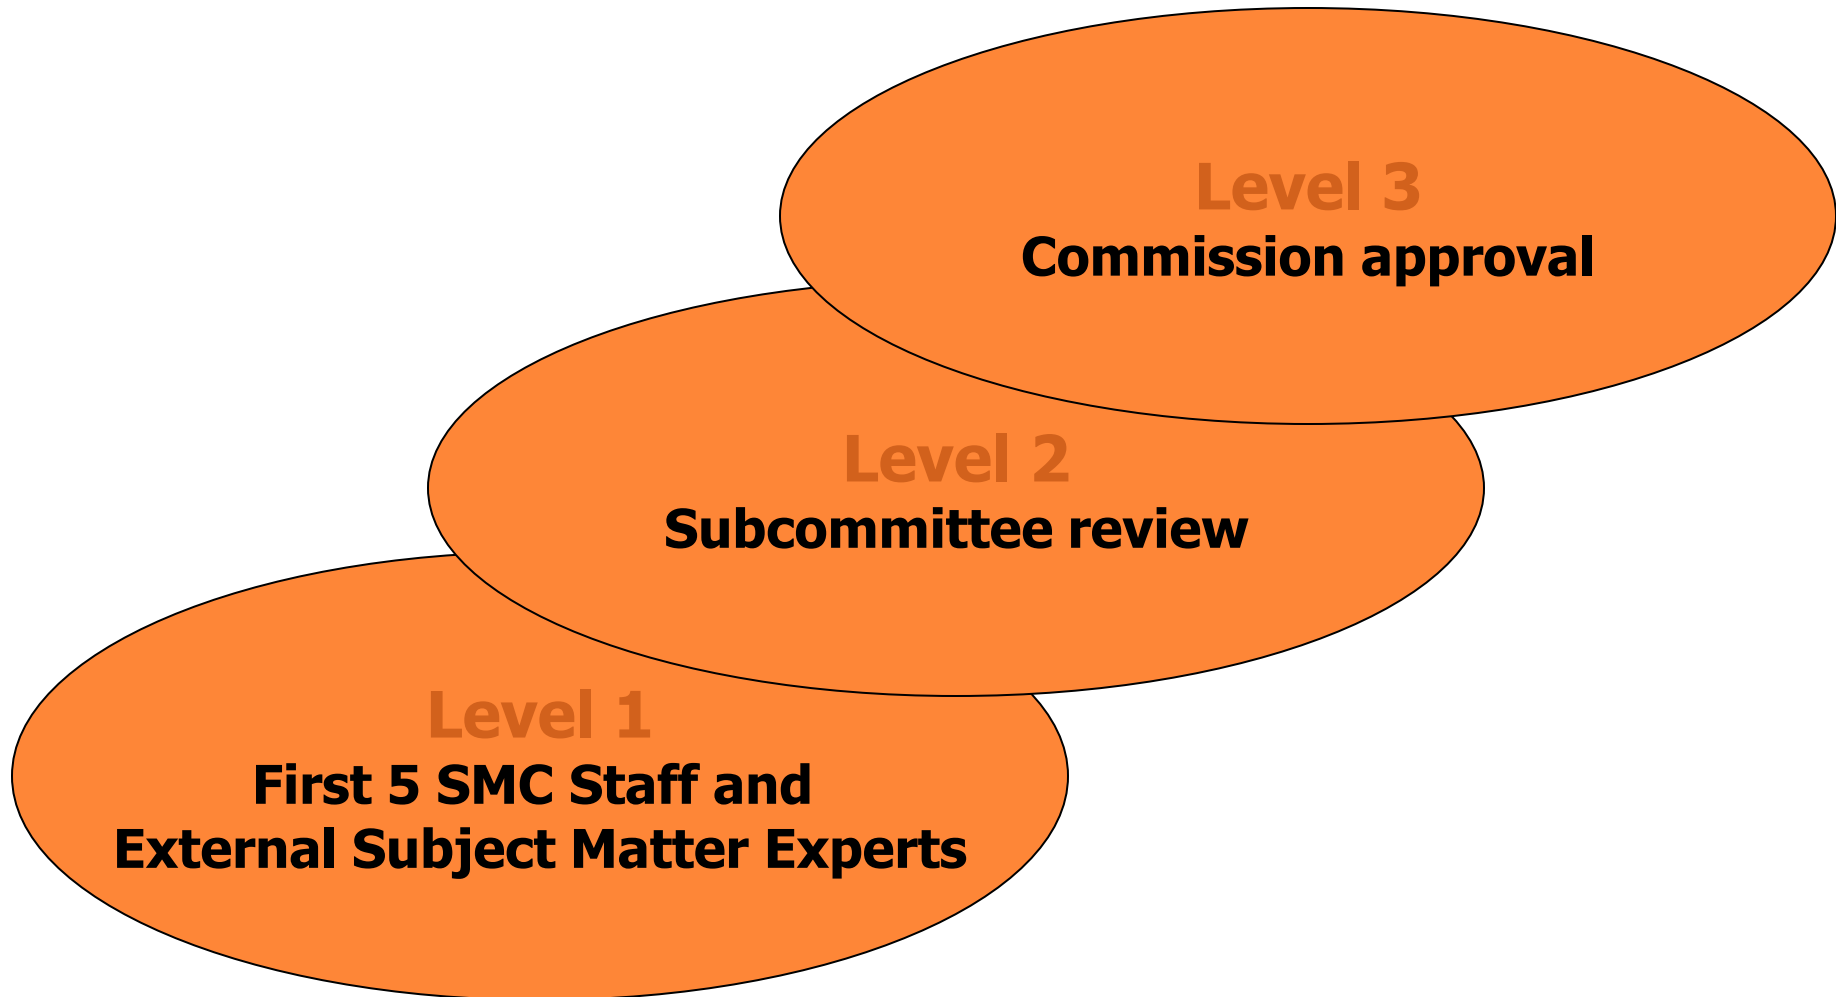 Level 3
Commission approval
Level 2
Subcommittee review
Level 1
First 5 SMC Staff and
External Subject Matter Experts